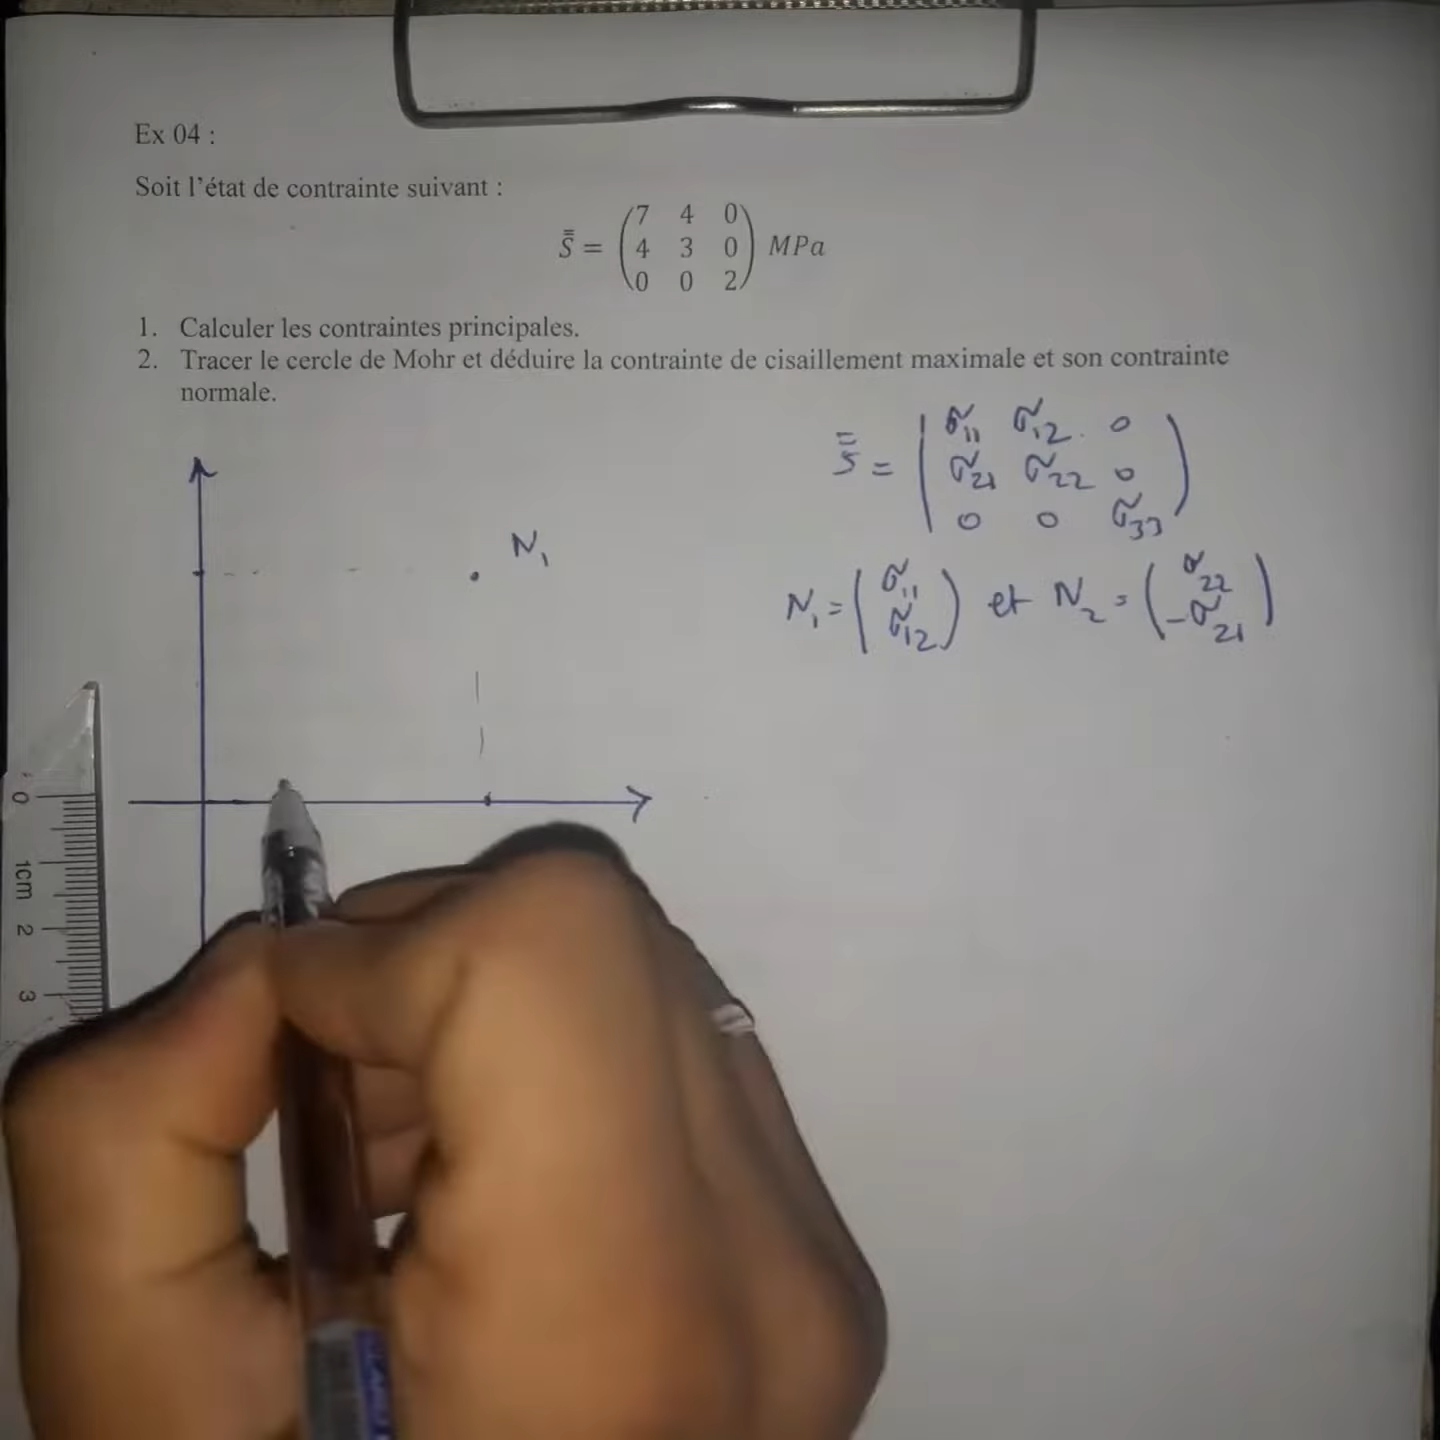 Ex 04 :
Soit l'état de contrainte suivant :
S̿ = (7 4 0
4 3 0
0 0 2) MPa
1. Calculer les contraintes principales.
2. Tracer le cercle de Mohr et déduire la contrainte de cisaillement maximale et son contrainte
normale.
S̿ = (σ11 σ12 0
σ21 σ22 0
0 0 σ33)
N1
N1 = (σ11 σ12) et N2 = (σ22 -σ21)
0
1cm
2
3